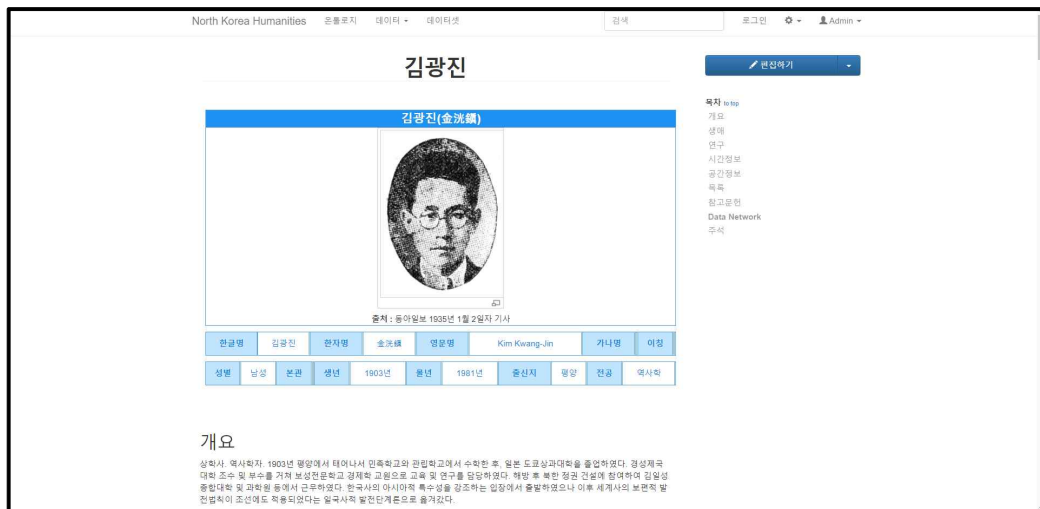 North Korea Humanities 온톨로지 데이터 데이터셋 검색 로그인 Admin
김광진
편집하기
김광진(金洸鎭)
출처 : 동아일보 1935년 1월 2일자 기사
한글명 김광진 한자명 金洸鎭 영문명 Kim Kwang-Jin 가나명 이칭
성별 남성 본관 생년 1903년 몰년 1981년 출신지 평양 전공 역사학
목차 to top
개요
생애
연구
시간정보
공간정보
목록
참고문헌
Data Network
주석
개요
상학사. 역사학자. 1903년 평양에서 태어나서 민족학교와 관립학교에서 수학한 후, 일본 도쿄상과대학을 졸업하였다. 경성제국
대학 조수 및 부수를 거쳐 보성전문학교 경제학 교원으로 교육 및 연구를 담당하였다. 해방 후 북한 정권 건설에 참여하여 김일성
종합대학 및 과학원 등에서 근무하였다. 한국사의 아시아적 특수성을 강조하는 입장에서 출발하였으나 이후 세계사의 보편적 발
전법칙이 조선에도 적용되었다는 일국사적 발전단계론으로 옮겨갔다.